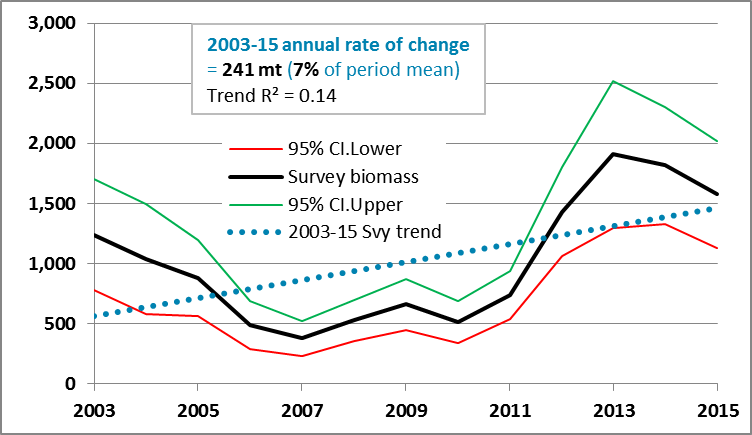 3,000
2003-15 annual rate of change
= 241 mt (7% of period mean)
Trend R² = 0.14
2,500
2,000
95% CI.Lower
Survey biomass
1,500
95% CI.Upper
2003-15 Svy trend
1,000
500
0
2003 2005 2007 2009 2011 2013 2015